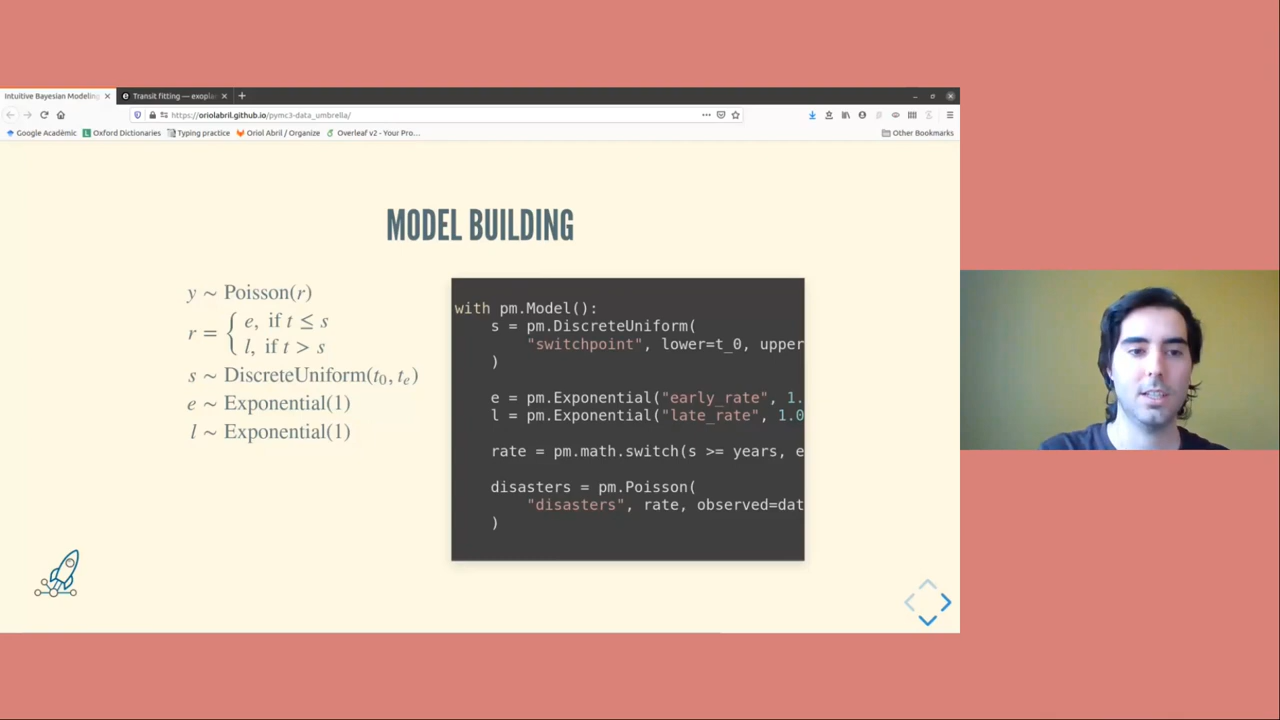 Intuitive Bayesian Modeling
Transit fitting — exopla
https://oriolabril.github.io/pymc3-data_umbrella/
Google Acadèmic
Oxford Dictionaries
Typing practice
Oriol Abril / Organize
Overleaf v2 - Your Pro...
Other Bookmarks
MODEL BUILDING
y ∼ Poisson(r)
r = { e, if t ≤ s
l, if t > s
s ∼ DiscreteUniform(t₀, tₑ)
e ∼ Exponential(1)
l ∼ Exponential(1)
with pm.Model():
s = pm.DiscreteUniform(
"switchpoint", lower=t_0, upper
)
e = pm.Exponential("early_rate", 1.
l = pm.Exponential("late_rate", 1.0
rate = pm.math.switch(s >= years, e
disasters = pm.Poisson(
"disasters", rate, observed=dat
)